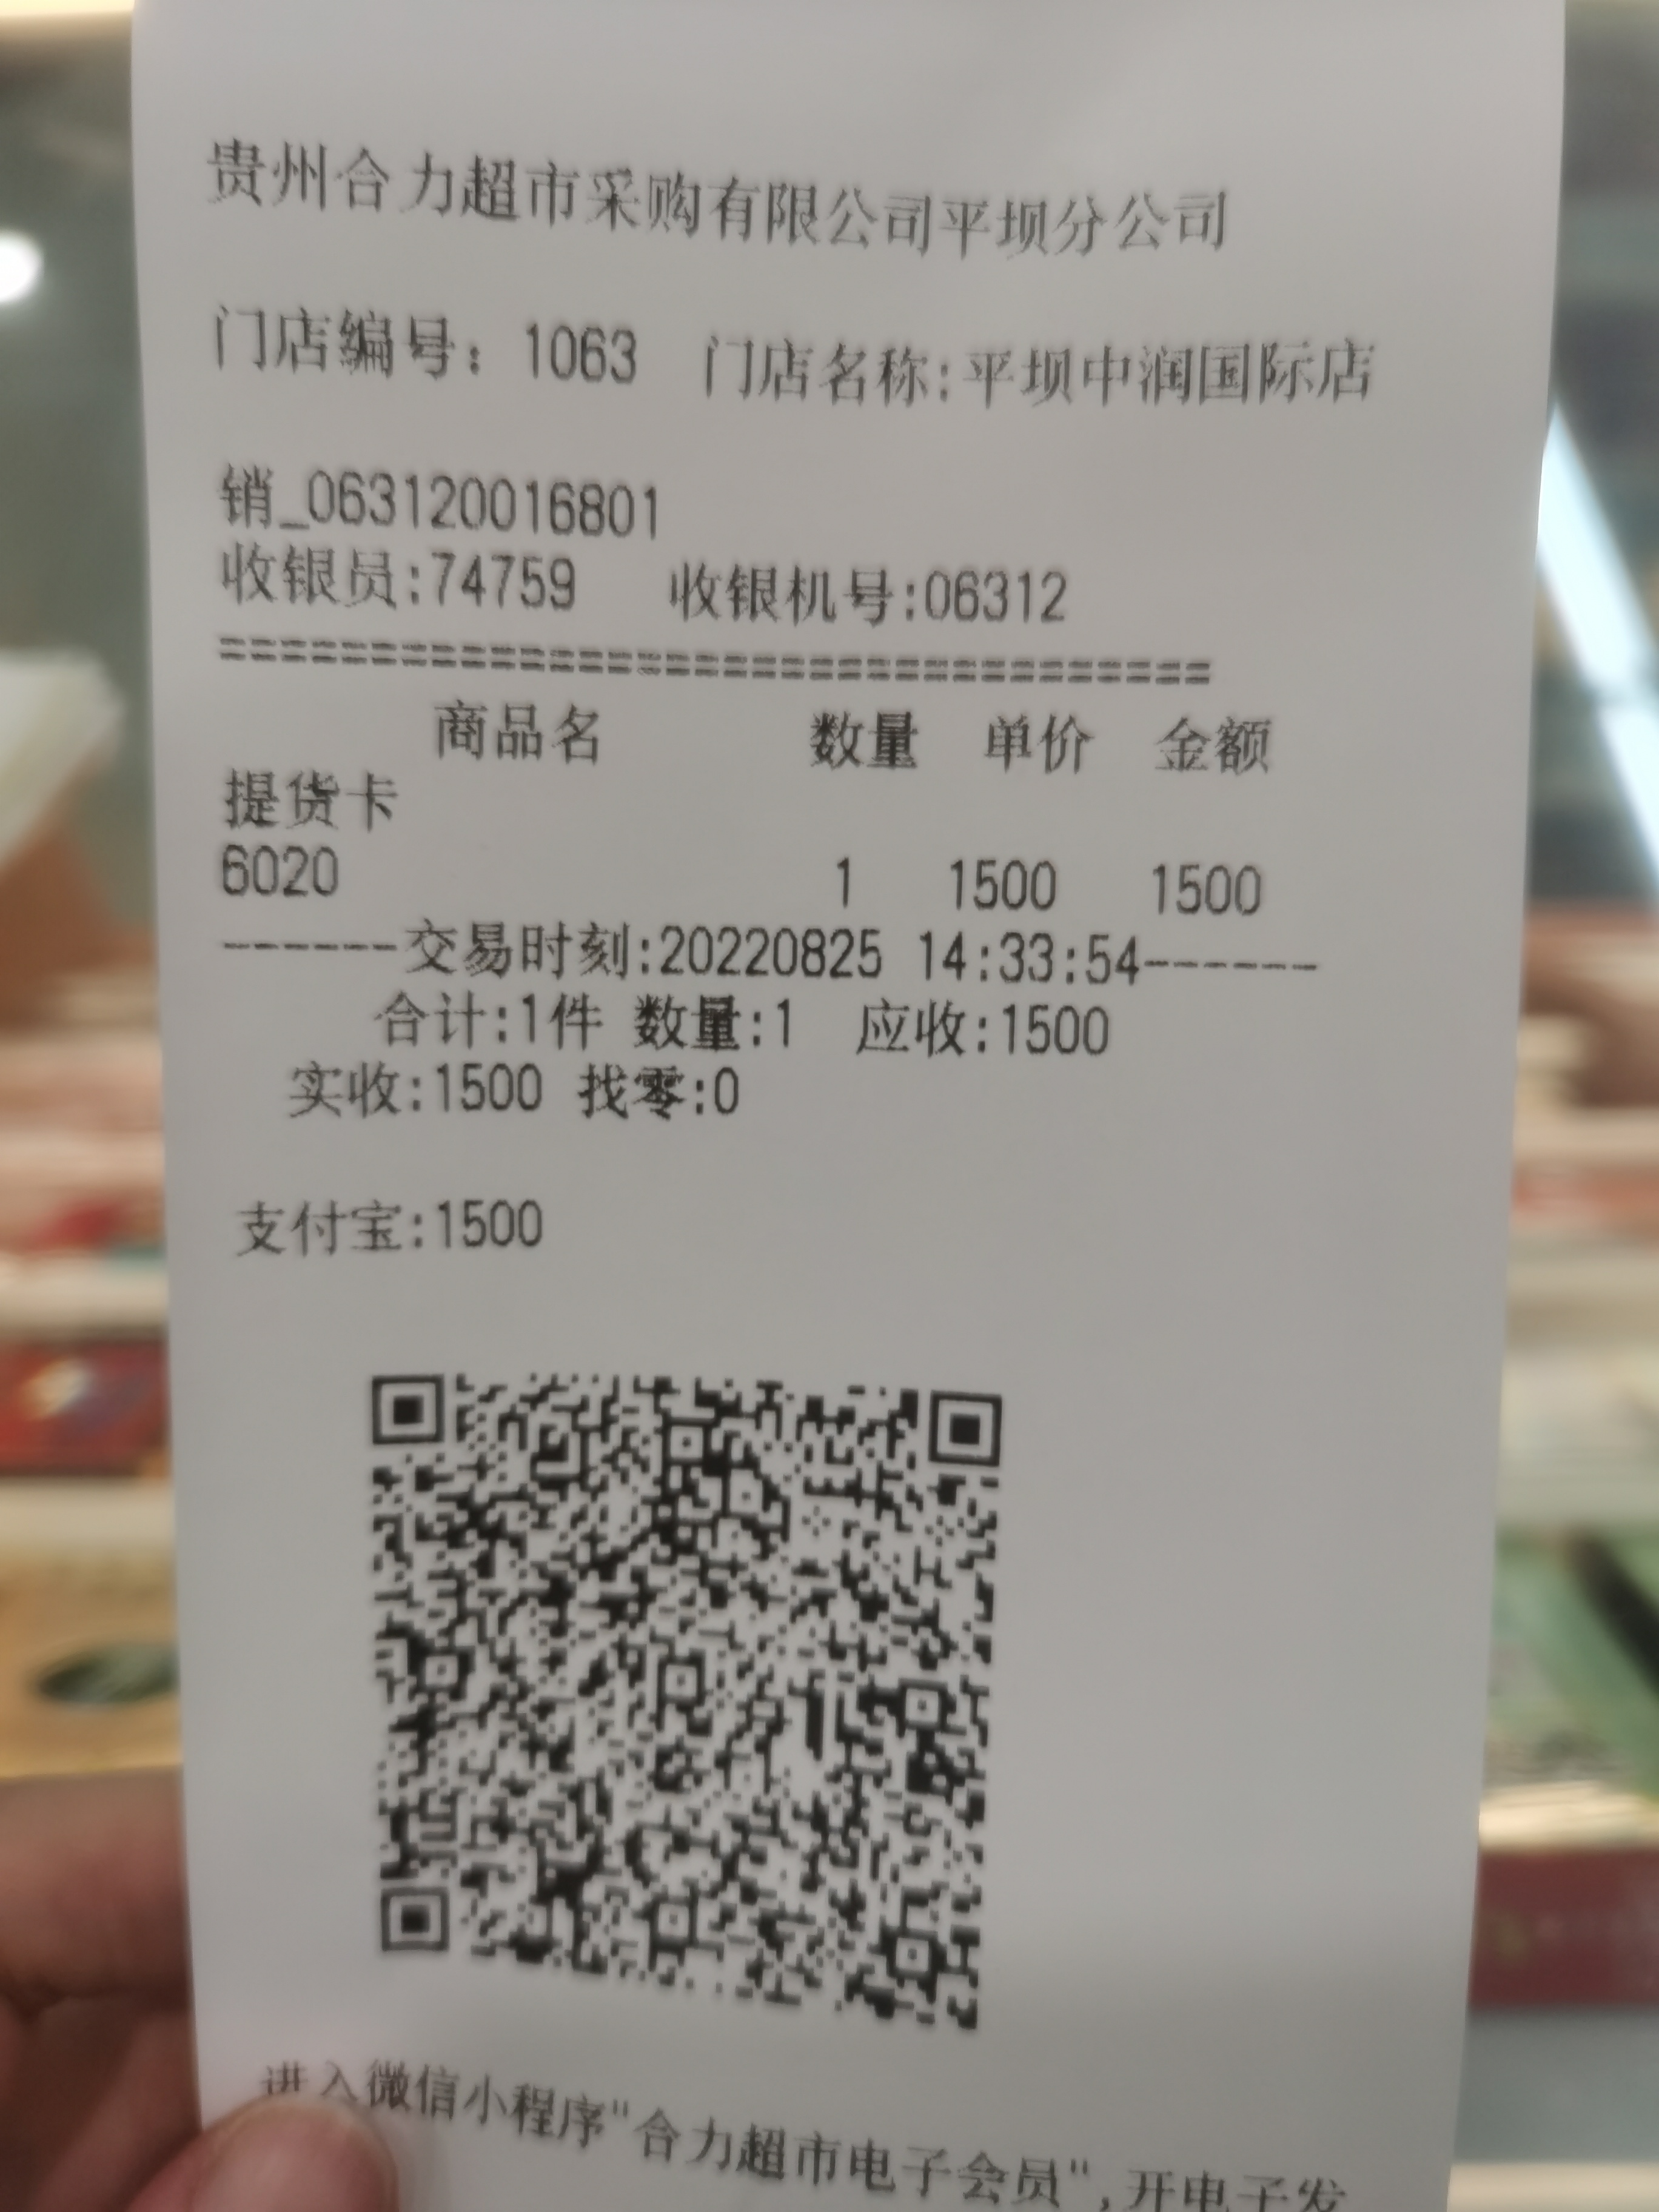 贵州合力超市采购有限公司平坝分公司
门店编号：1063 门店名称:平坝中润国际店
销_063120016801
收银员:74759 收银机号:06312
==================================
商品名 数量 单价 金额
提货卡
6020 1 1500 1500
------交易时刻:20220825 14:33:54------
合计:1件 数量:1 应收:1500
实收:1500 找零:0
支付宝:1500
进入微信小程序"合力超市电子会员",开电子发